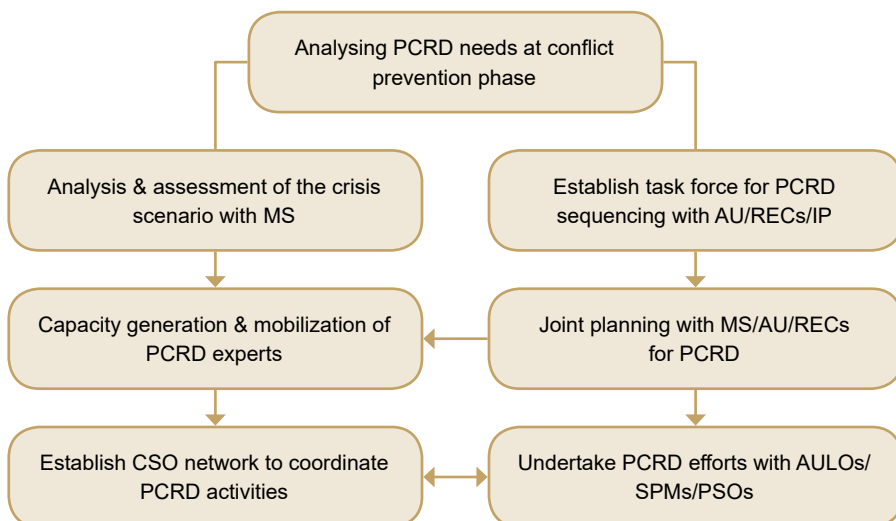 Analysing PCRD needs at conflict
prevention phase
Analysis & assessment of the crisis
scenario with MS
Establish task force for PCRD
sequencing with AU/RECs/IP
Capacity generation & mobilization of
PCRD experts
Joint planning with MS/AU/RECs
for PCRD
Establish CSO network to coordinate
PCRD activities
Undertake PCRD efforts with AULOs/
SPMs/PSOs